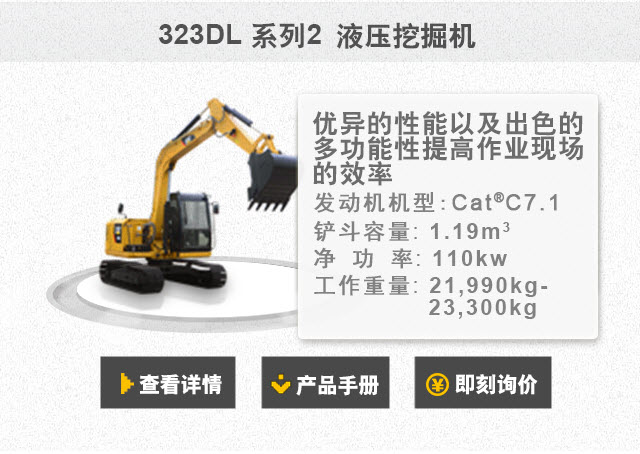 323DL 系列2 液压挖掘机
优异的性能以及出色的
多功能性提高作业现场
的效率
发动机机型: Cat®C7.1
铲斗容量: 1.19m³
净 功 率: 110kw
工作重量: 21,990kg-
23,300kg
查看详情
产品手册
即刻询价